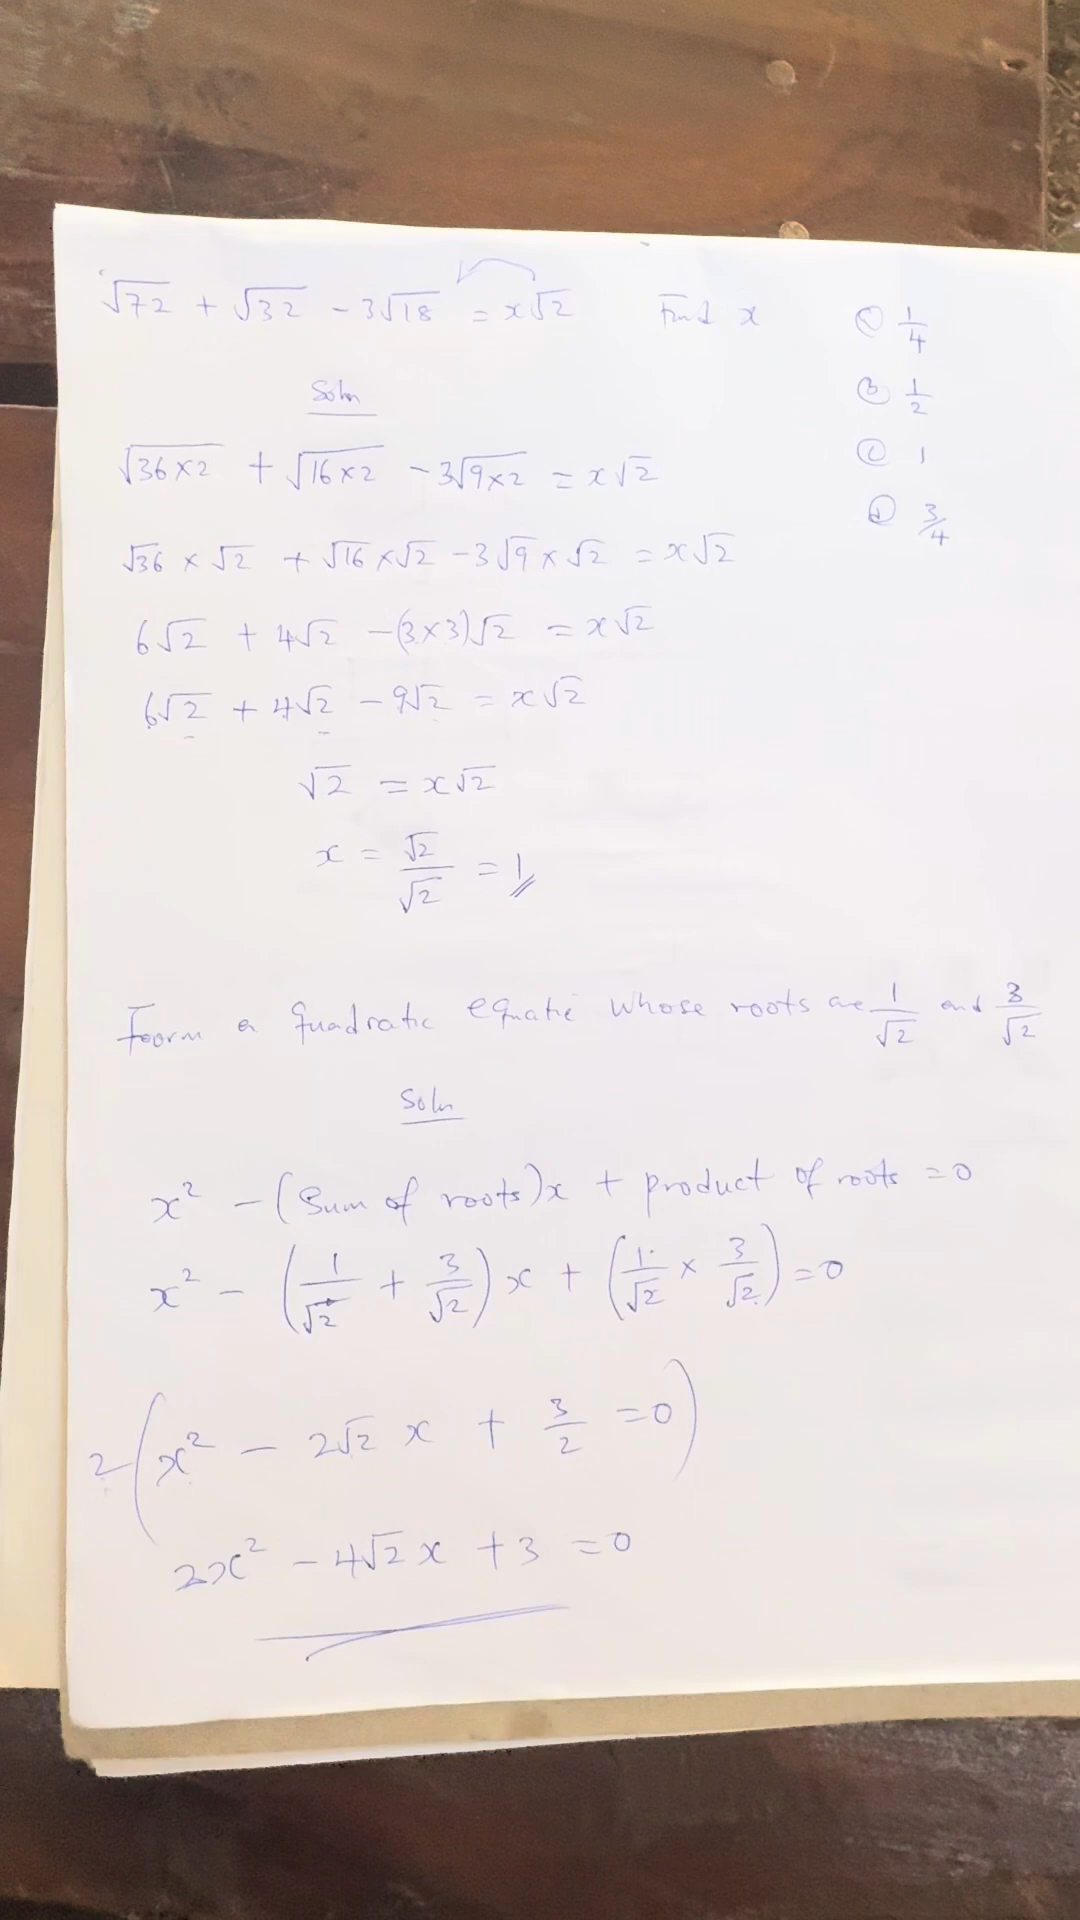 √72 + √32 - 3√18 = x√2 Find x
Ⓐ 1/4
Ⓑ 1/2
Ⓒ 1
Ⓓ 3/4
Soln
√36×2 + √16×2 - 3√9×2 = x√2
√36 × √2 + √16 × √2 - 3√9 × √2 = x√2
6√2 + 4√2 - (3×3)√2 = x√2
6√2 + 4√2 - 9√2 = x√2
√2 = x√2
x = √2/√2 = 1
Form a quadratic equatie whose roots are 1/√2 and 3/√2
Soln
x² - (Sum of roots)x + product of roots = 0
x² - (1/√2 + 3/√2)x + (1/√2 × 3/√2) = 0
2(x² - 2√2 x + 3/2 = 0)
2x² - 4√2x + 3 = 0